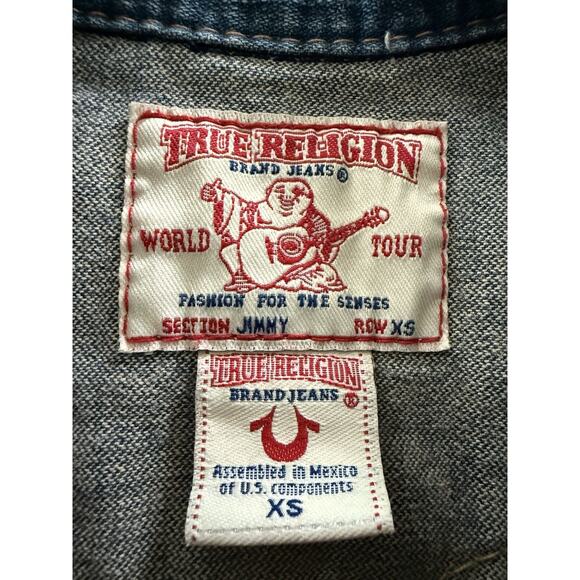 TRUE RELIGION
BRAND JEANS®
WORLD TOUR
FASHION FOR THE SENSES
SECTION JIMMY ROW XS
TRUE RELIGION
BRAND JEANS ®
Assembled in Mexico
of U.S. components
XS